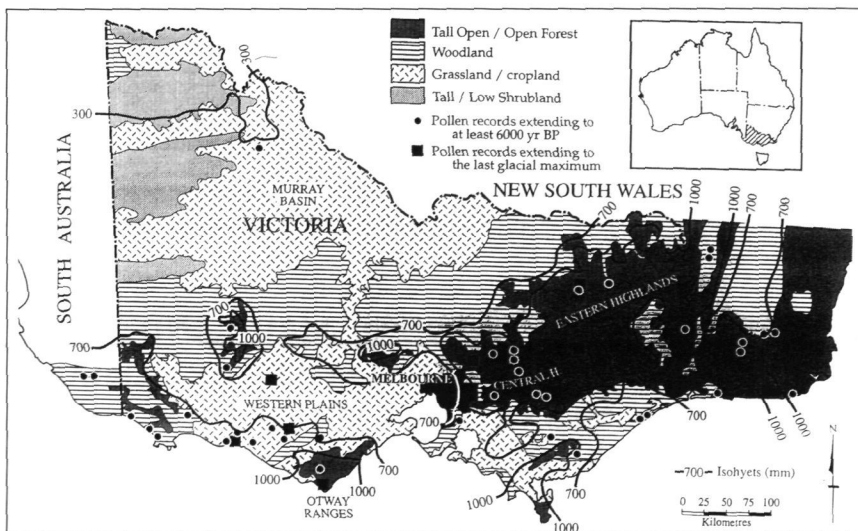 Tall Open / Open Forest
Woodland
Grassland / cropland
Tall / Low Shrubland
Pollen records extending to
at least 6000 yr BP
Pollen records extending to
the last glacial maximum
300
300
SOUTH AUSTRALIA
MURRAY
BASIN
VICTORIA
NEW SOUTH WALES
700
1000
1000
700
700
EASTERN HIGHLANDS
700
1000
700
1000
700
MELBOURNE
CENTRAL H
WESTERN PLAINS
700
700
1000
1000
700
1000
1000
700
1000
1000
OTWAY
RANGES
700 Isohyets (mm)
0 25 50 75 100
Kilometres